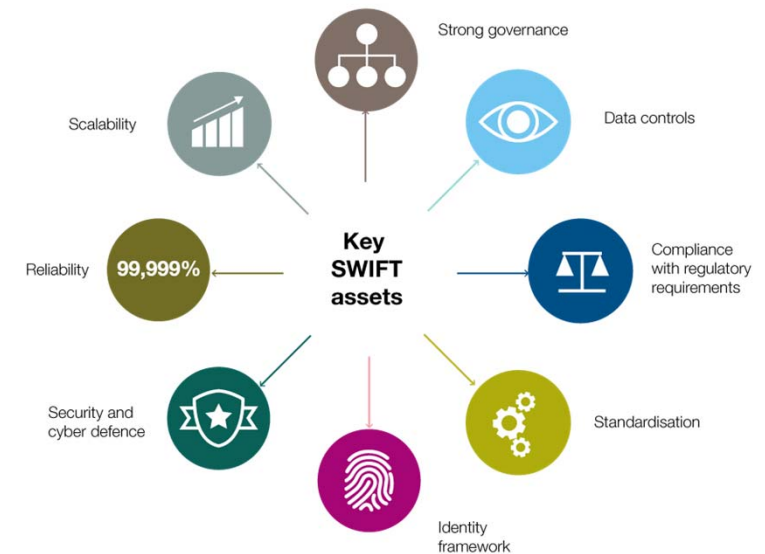 Strong governance
Scalability
Data controls
Key
SWIFT
assets
Reliability
99,999%
Compliance
with regulatory
requirements
Security and
cyber defence
Standardisation
Identity
framework